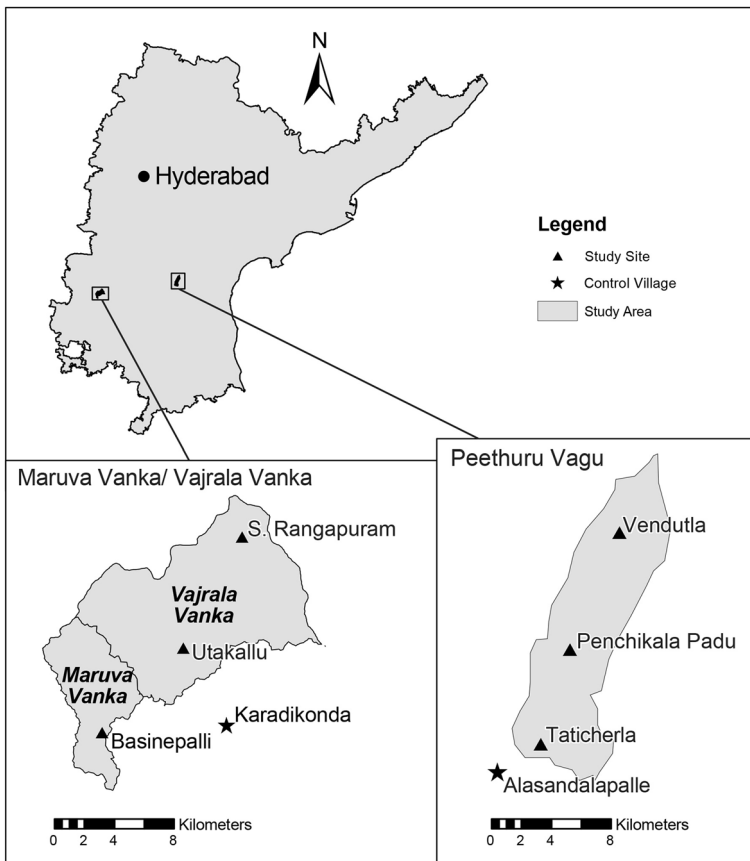 N
Hyderabad
Legend
Study Site
Control Village
Study Area
Maruva Vanka/ Vajrala Vanka
S. Rangapuram
Vajrala
Vanka
Utakallu
Maruva
Vanka
Karadikonda
Basinepalli
Kilometers
0 2 4 8
Peethuru Vagu
Vendutla
Penchikala Padu
Taticherla
Alasandalapalle
Kilometers
0 2 4 8